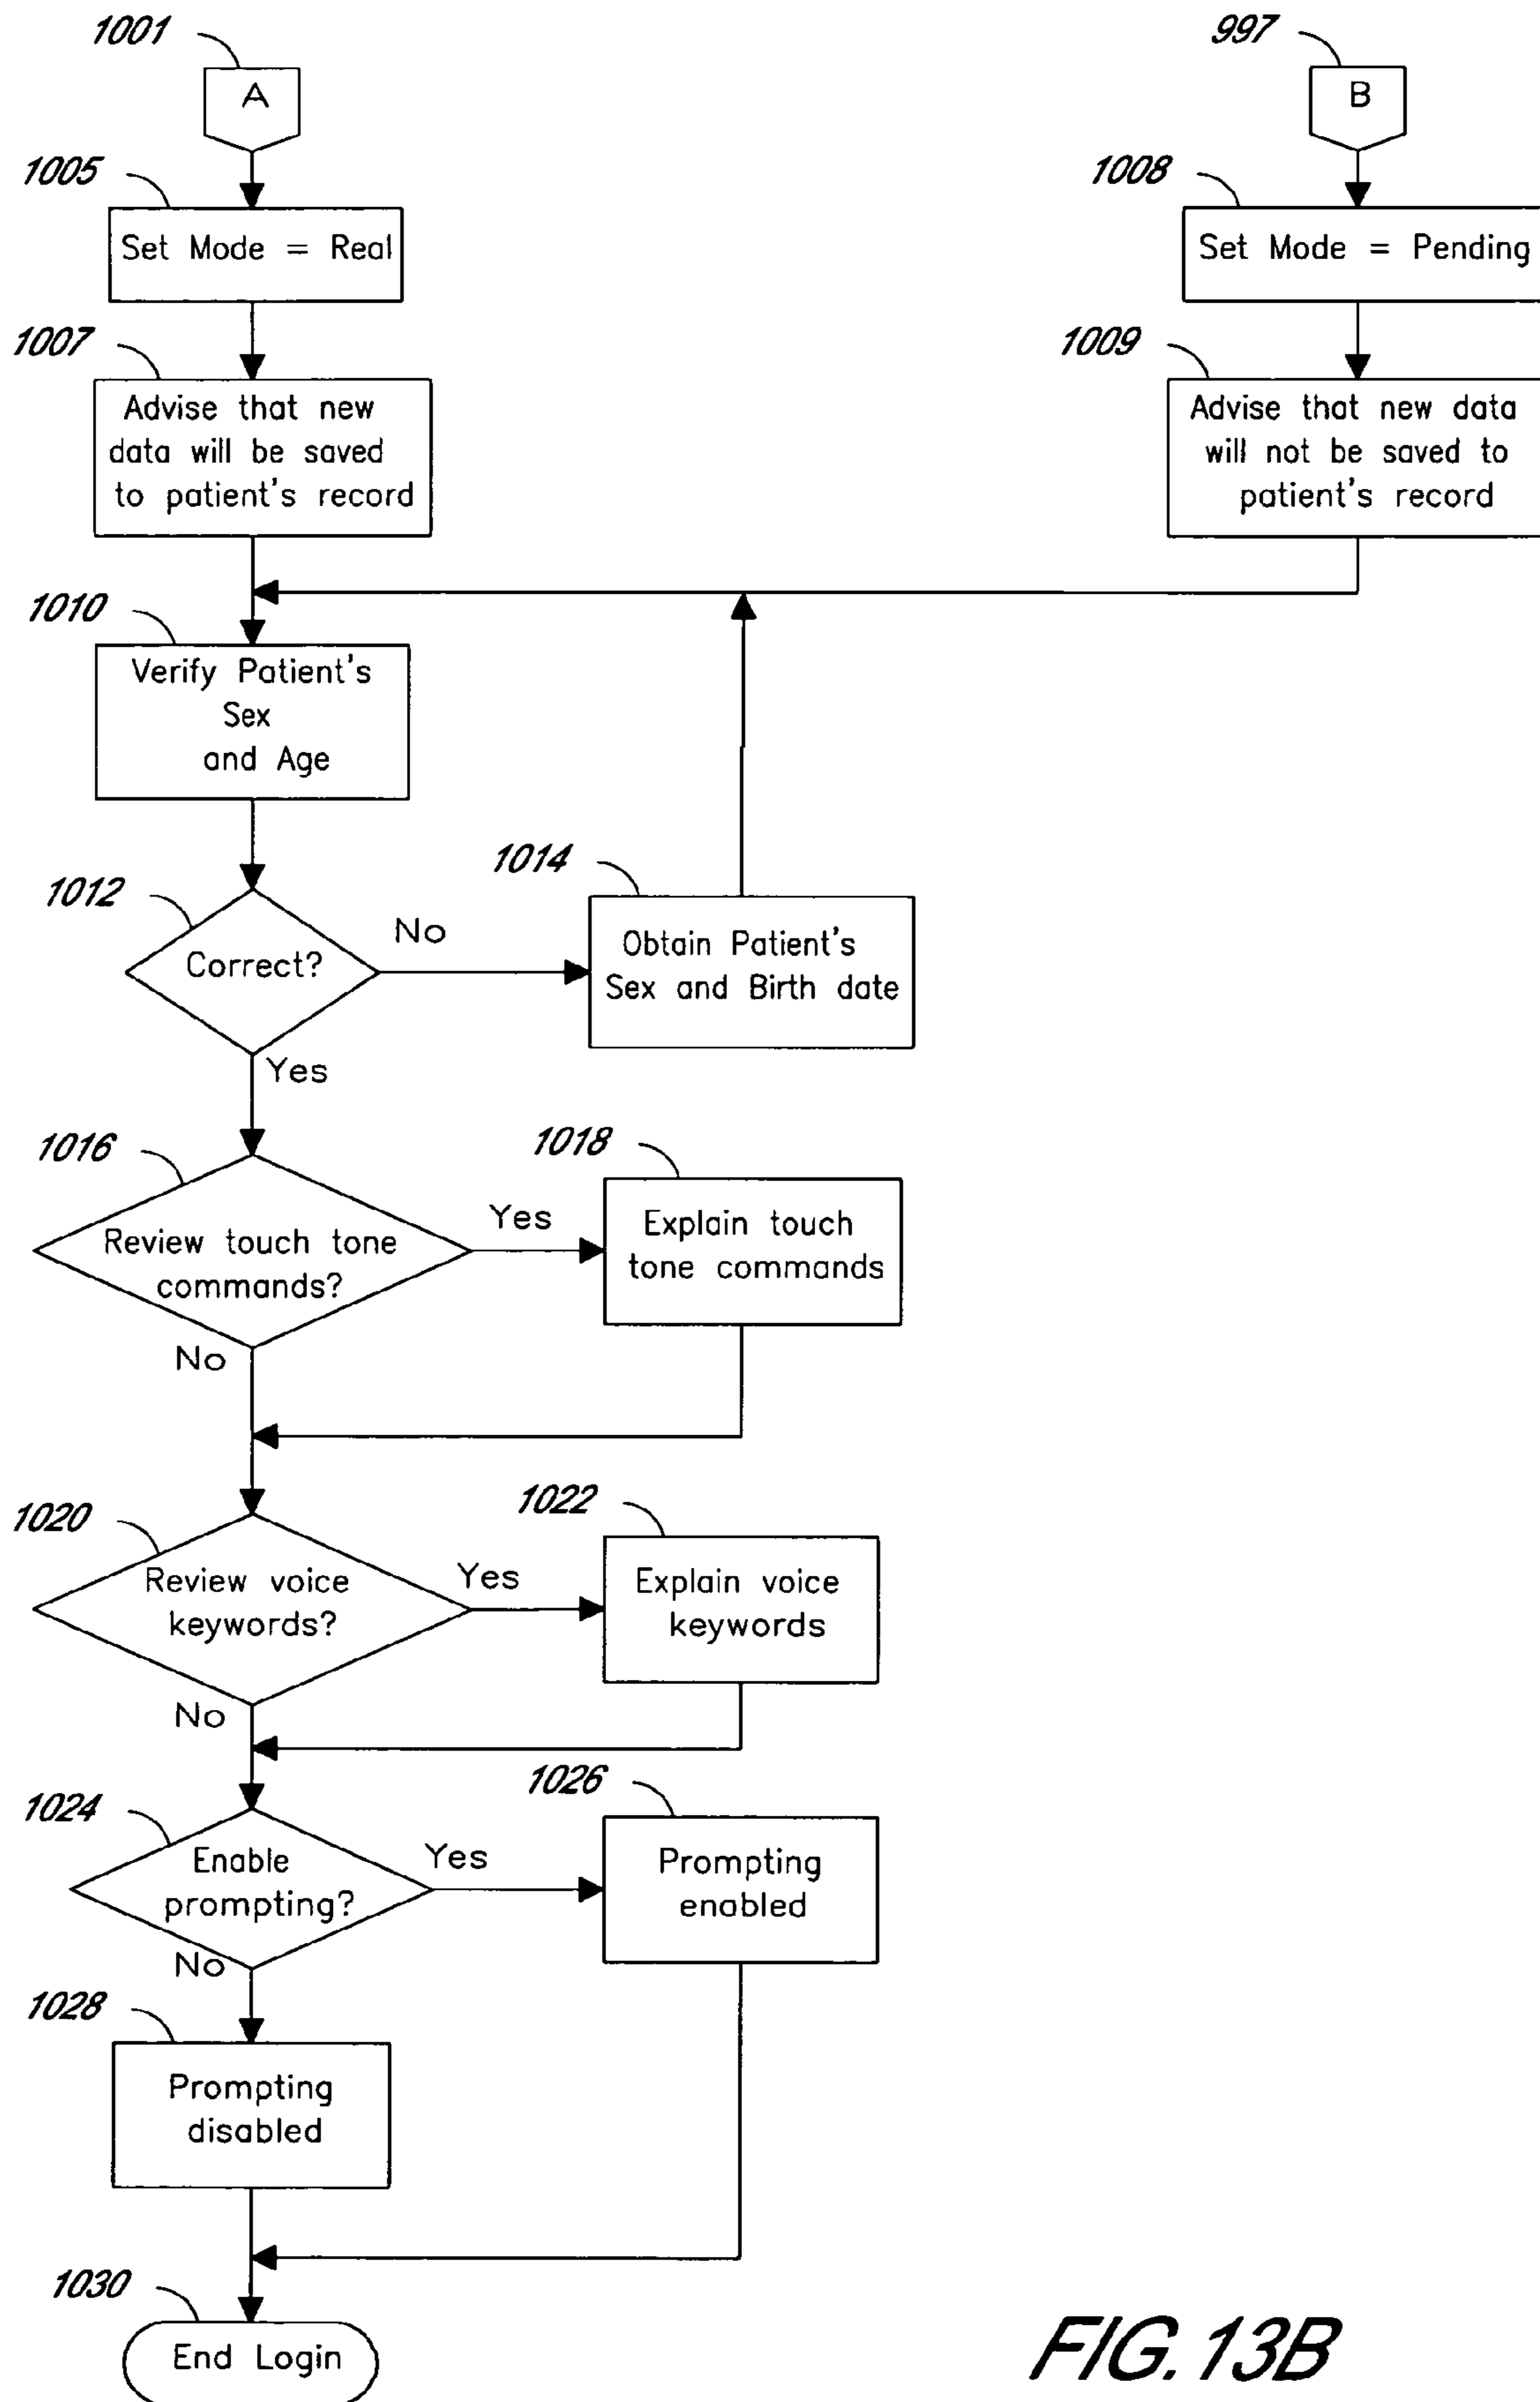 1001
A
997
B
1005
Set Mode = Real
1008
Set Mode = Pending
1007
Advise that new
data will be saved
to patient's record
1009
Advise that new data
will not be saved to
patient's record
1010
Verify Patient's
Sex
and Age
1012
Correct?
No
1014
Obtain Patient's
Sex and Birth date
Yes
1016
Review touch tone
commands?
Yes
1018
Explain touch
tone commands
No
1020
Review voice
keywords?
Yes
1022
Explain voice
keywords
No
1024
Enable
prompting?
Yes
1026
Prompting
enabled
No
1028
Prompting
disabled
1030
End Login
FIG.13B